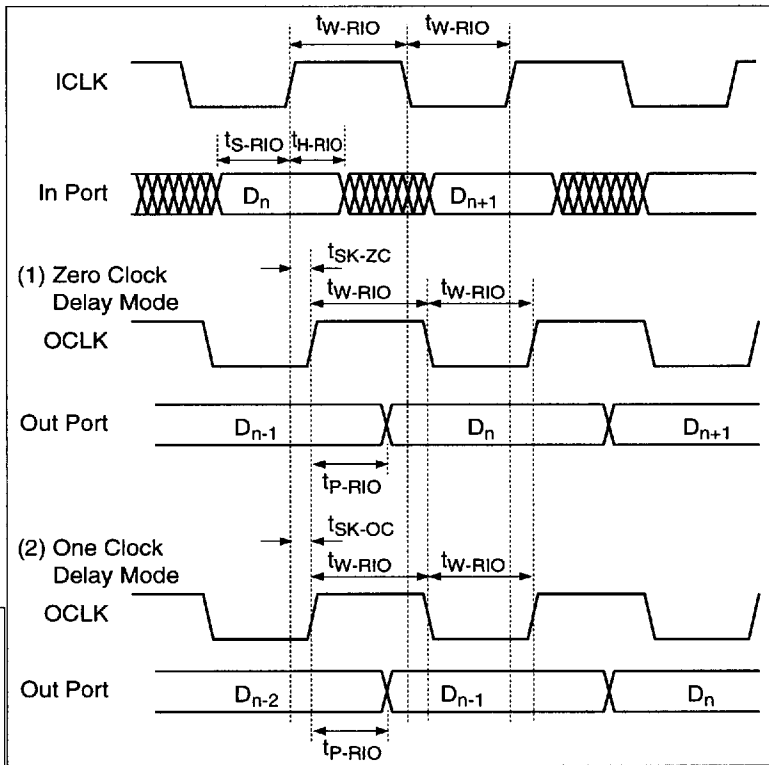 tW-RIO tW-RIO
ICLK
tS-RIO tH-RIO
In Port Dn Dn+1
tSK-ZC
(1) Zero Clock
Delay Mode
tW-RIO tW-RIO
OCLK
Out Port Dn-1 Dn Dn+1
tP-RIO
tSK-OC
(2) One Clock
Delay Mode
tW-RIO tW-RIO
OCLK
Out Port Dn-2 Dn-1 Dn
tP-RIO